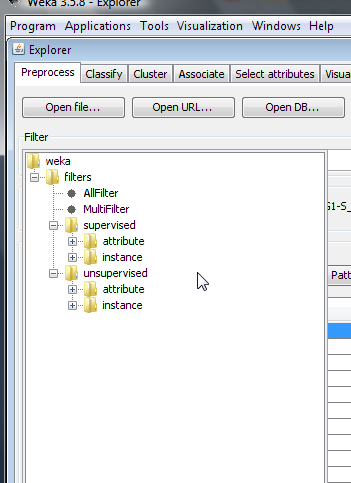 Weka 3.5.8 - Explorer
Program Applications Tools Visualization Windows Help
Explorer
Preprocess Classify Cluster Associate Select attributes Visua
Open file... Open URL... Open DB...
Filter
weka
filters
AllFilter
MultiFilter
supervised
attribute
instance
unsupervised
attribute
instance
S1-S_
Patt